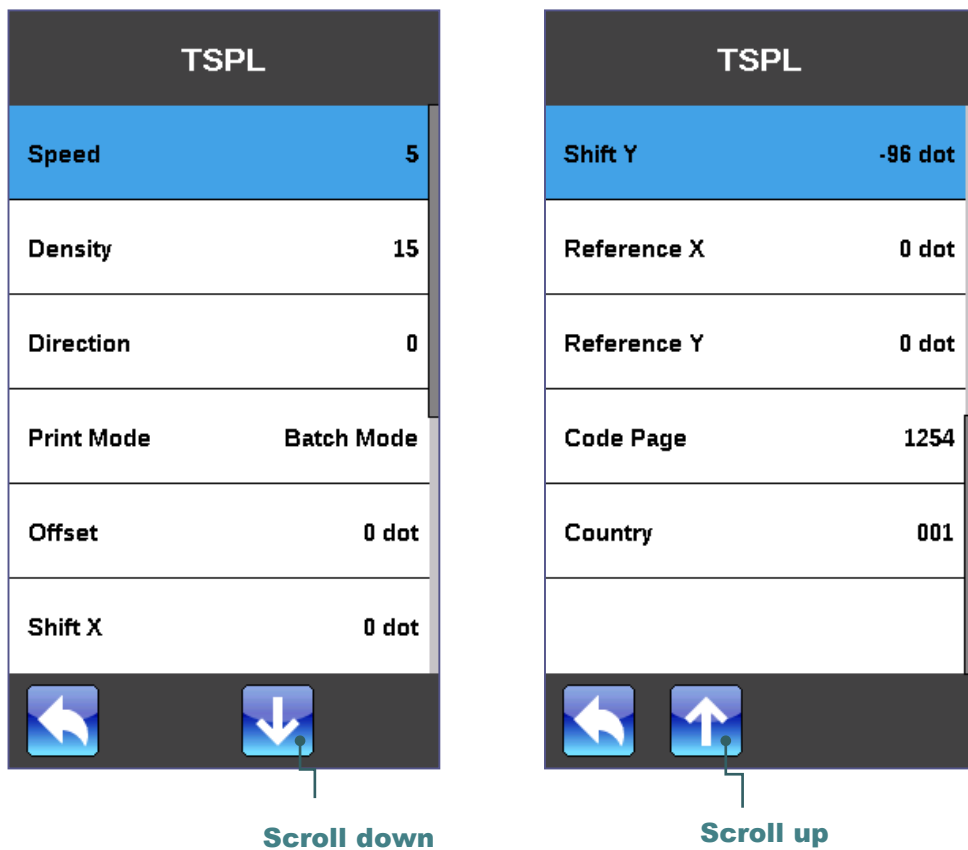 TSPL
Speed 5
Density 15
Direction 0
Print Mode Batch Mode
Offset 0 dot
Shift X 0 dot
Scroll down
TSPL
Shift Y -96 dot
Reference X 0 dot
Reference Y 0 dot
Code Page 1254
Country 001
Scroll up